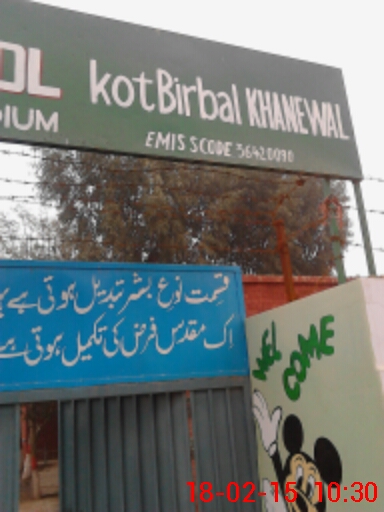 OL kotBirbal KHANEWAL
DIUM
EMIS SCODE 36420090
قسمت نوعِ بشر تبدیل ہوتی ہے یہاں
اِک مقدس فرض کی تکمیل ہوتی ہے
WEL COME
18-02-15 10:30